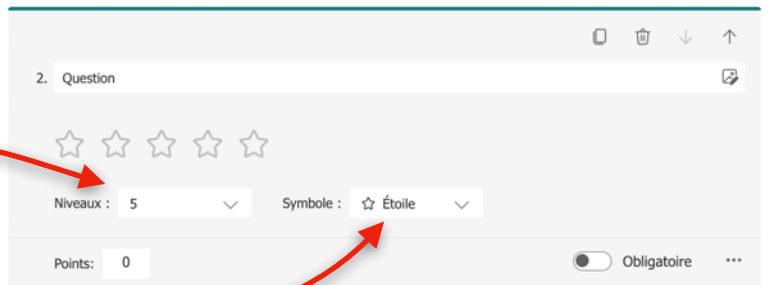 2. Question
Niveaux : 5 Symbole : Étoile
Points: 0 Obligatoire